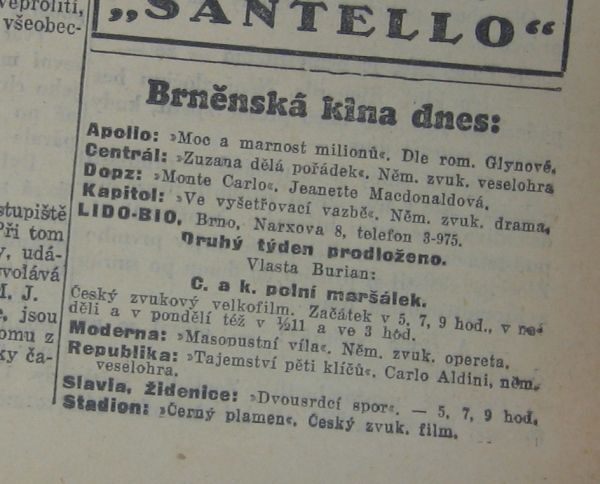 „SANTELLO“
Brněnská kina dnes:
Apollo: »Moc a marnost milionů«. Dle rom. Glynové.
Centrál: »Zuzana dělá pořádek«. Něm. zvuk. veselohra
Dopz: »Monte Carlo«. Jeanette Macdonaldová.
Kapitol: »Ve vyšetřovací vazbě«. Něm. zvuk. drama.
LIDO-BIO, Brno, Narxova 8, telefon 3-975.
Druhý týden prodloženo.
Vlasta Burian:
C. a k. polní maršálek.
Český zvukový velkofilm. Začátek v 5, 7, 9 hod., v ne-
děli a v pondělí též v ½11 a ve 3 hod.
Moderna: »Masopustní víla«. Něm. zvuk. opereta.
Republika: »Tajemství pěti klíčů«. Carlo Aldini, něm.
veselohra.
Slavia, židenice: »Dvousrdcí spor«. — 5, 7, 9 hod.
Stadion: »Černý plamen«. Český zvuk. film.
veprolití,
všeobec-
stupiště
Při tom
y, udá-
volává
M. J.
e, jsou
omu z
ky ča-